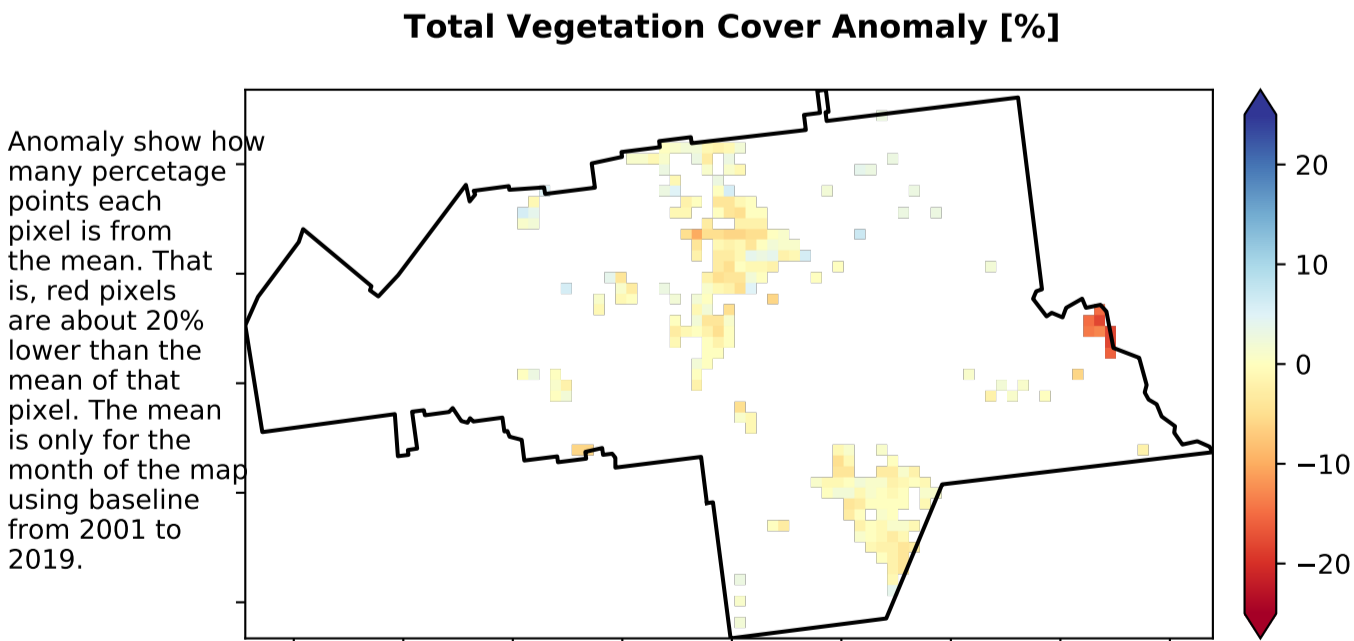 Total Vegetation Cover Anomaly [%]
Anomaly show how
many percetage
points each
pixel is from
the mean. That
is, red pixels
are about 20%
lower than the
mean of that
pixel. The mean
is only for the
month of the map
using baseline
from 2001 to
2019.
20
10
0
−10
−20